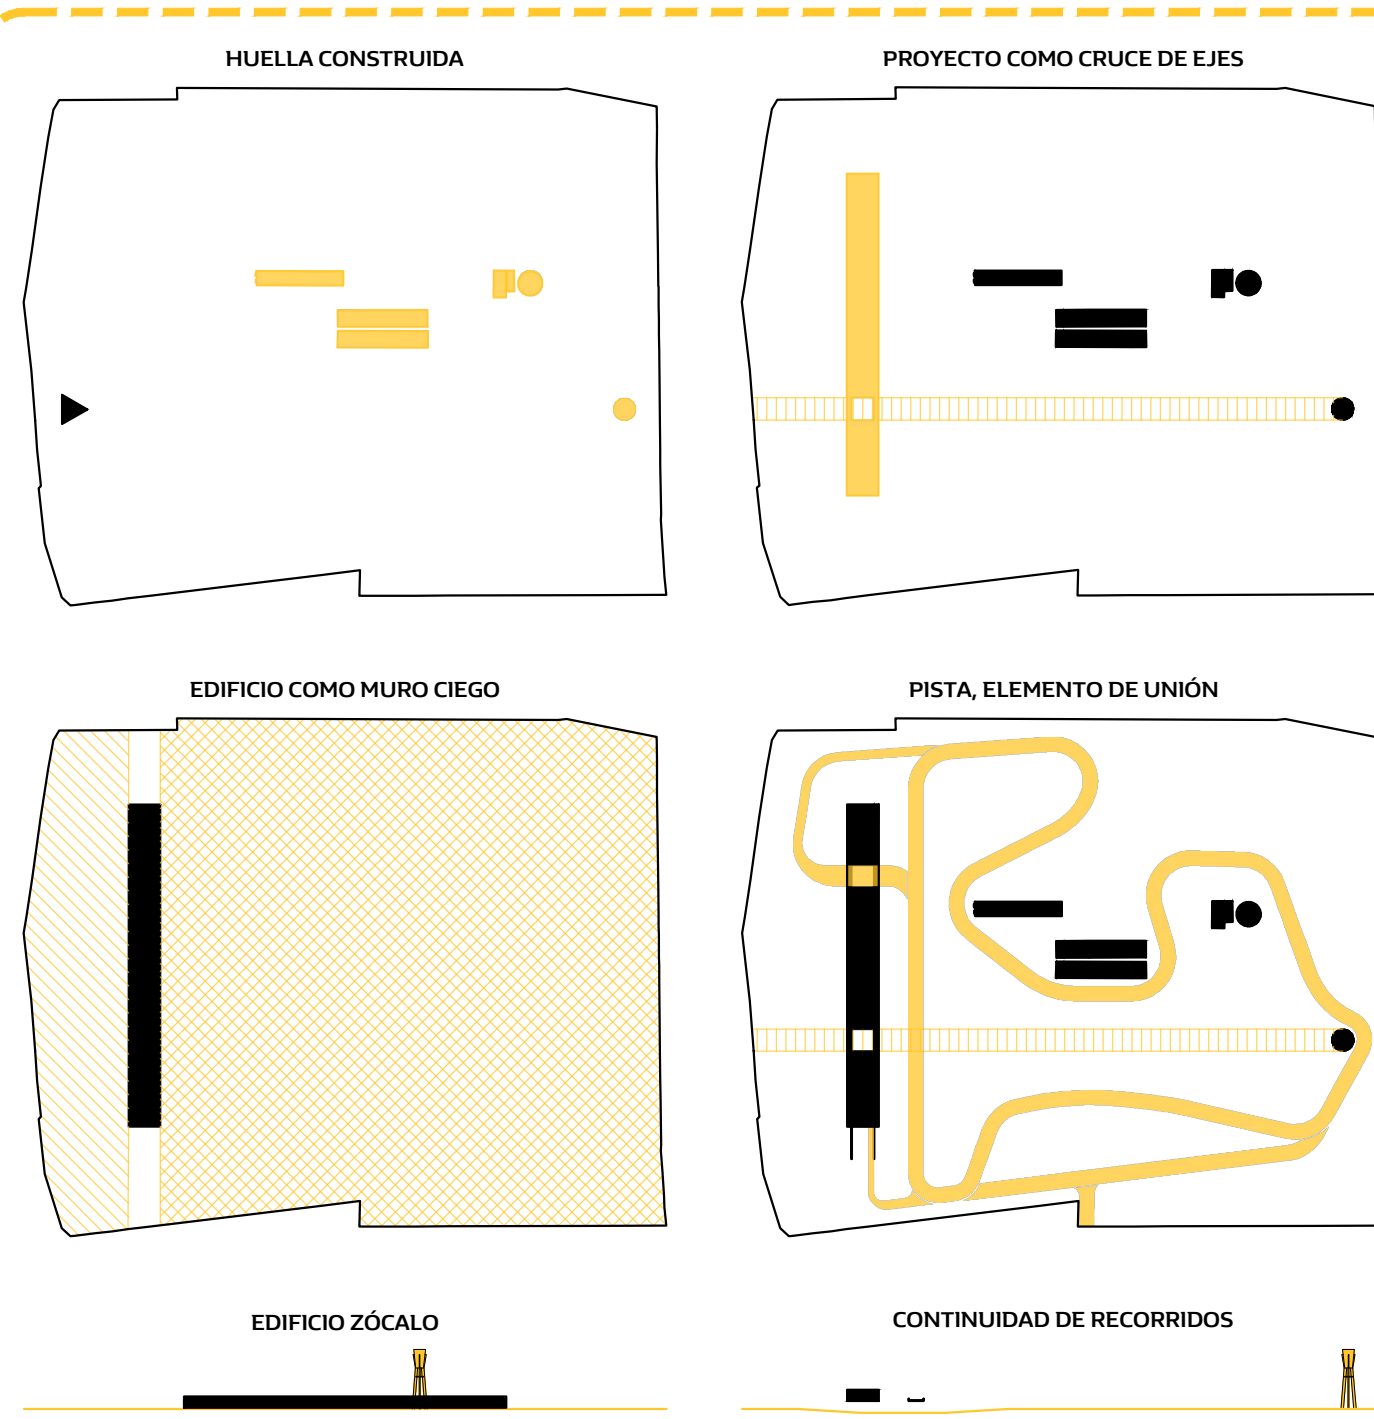 HUELLA CONSTRUIDA
PROYECTO COMO CRUCE DE EJES
EDIFICIO COMO MURO CIEGO
PISTA, ELEMENTO DE UNIÓN
EDIFICIO ZÓCALO
CONTINUIDAD DE RECORRIDOS